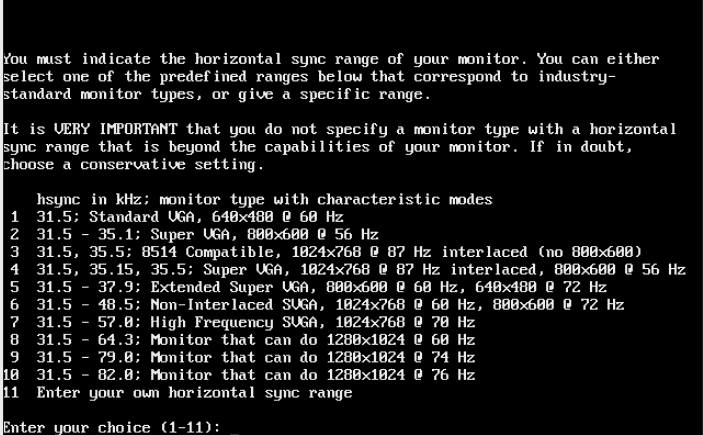 You must indicate the horizontal sync range of your monitor. You can either
select one of the predefined ranges below that correspond to industry-
standard monitor types, or give a specific range.
It is VERY IMPORTANT that you do not specify a monitor type with a horizontal
sync range that is beyond the capabilities of your monitor. If in doubt,
choose a conservative setting.
hsync in kHz; monitor type with characteristic modes
1 31.5; Standard VGA, 640x480 @ 60 Hz
2 31.5 - 35.1; Super VGA, 800x600 @ 56 Hz
3 31.5, 35.5; 8514 Compatible, 1024x768 @ 87 Hz interlaced (no 800x600)
4 31.5, 35.15, 35.5; Super VGA, 1024x768 @ 87 Hz interlaced, 800x600 @ 56 Hz
5 31.5 - 37.9; Extended Super VGA, 800x600 @ 60 Hz, 640x480 @ 72 Hz
6 31.5 - 48.5; Non-Interlaced SVGA, 1024x768 @ 60 Hz, 800x600 @ 72 Hz
7 31.5 - 57.0; High Frequency SVGA, 1024x768 @ 70 Hz
8 31.5 - 64.3; Monitor that can do 1280x1024 @ 60 Hz
9 31.5 - 79.0; Monitor that can do 1280x1024 @ 74 Hz
10 31.5 - 82.0; Monitor that can do 1280x1024 @ 76 Hz
11 Enter your own horizontal sync range
Enter your choice (1-11): _